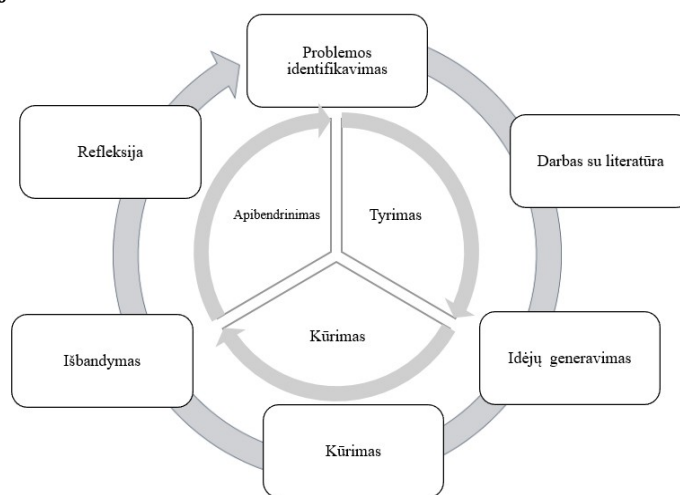 Problemos
identifikavimas
Refleksija
Darbas su literatūra
Apibendrinimas
Tyrimas
Kūrimas
Išbandymas
Idėjų generavimas
Kūrimas